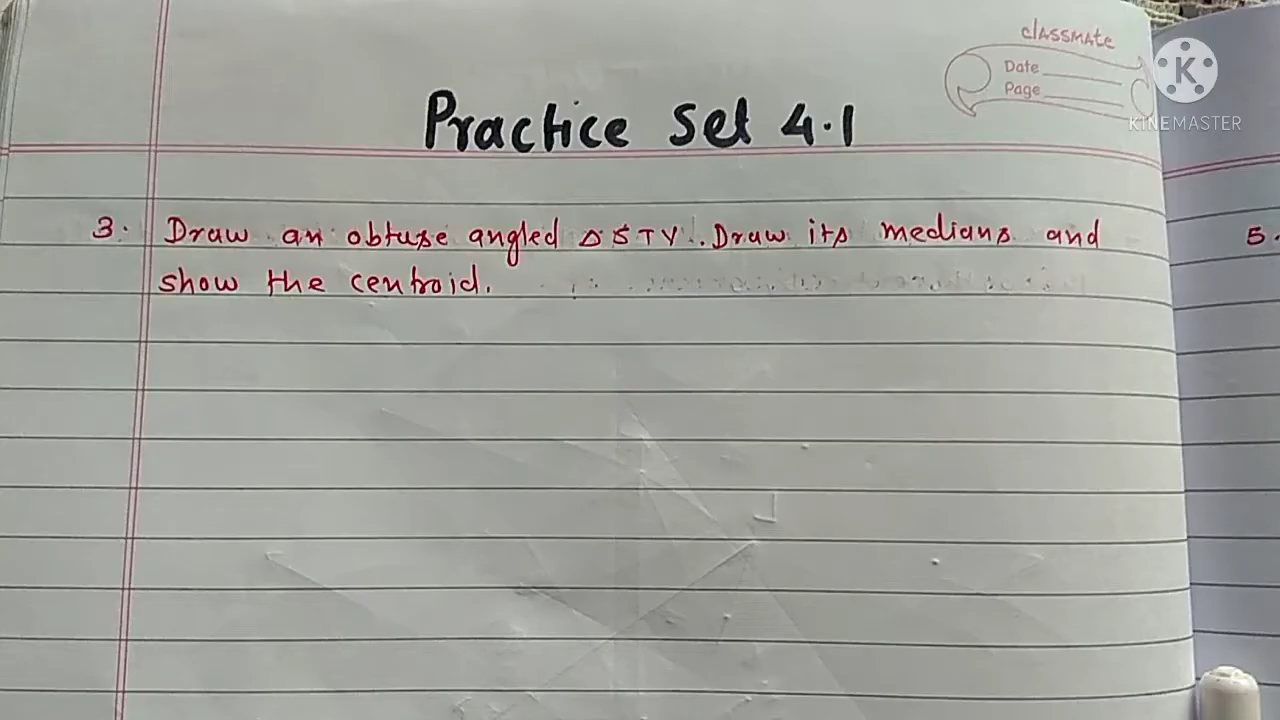 classmate
Date
Page
K
KINEMASTER
Practice Set 4.1
3. Draw an obtuse angled Δ STV. Draw its medians and
show the centroid.
5.